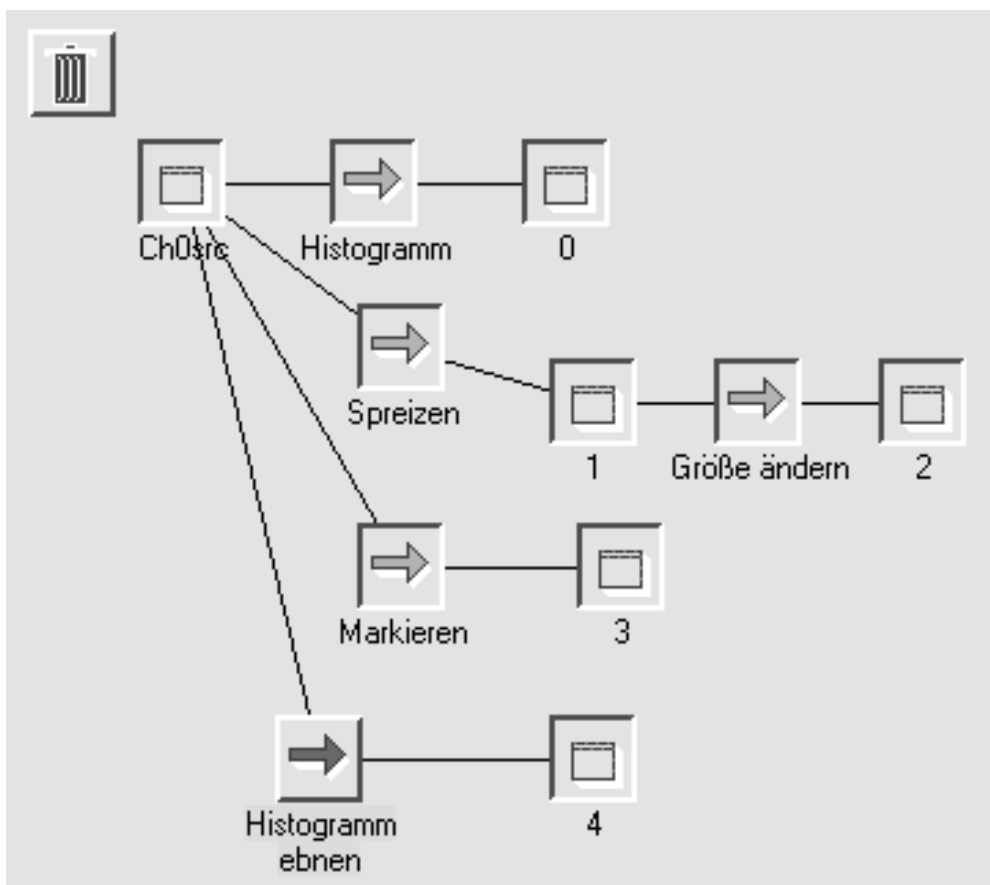 Ch0src
Histogramm
0
Spreizen
1
Größe ändern
2
Markieren
3
Histogramm
ebnen
4